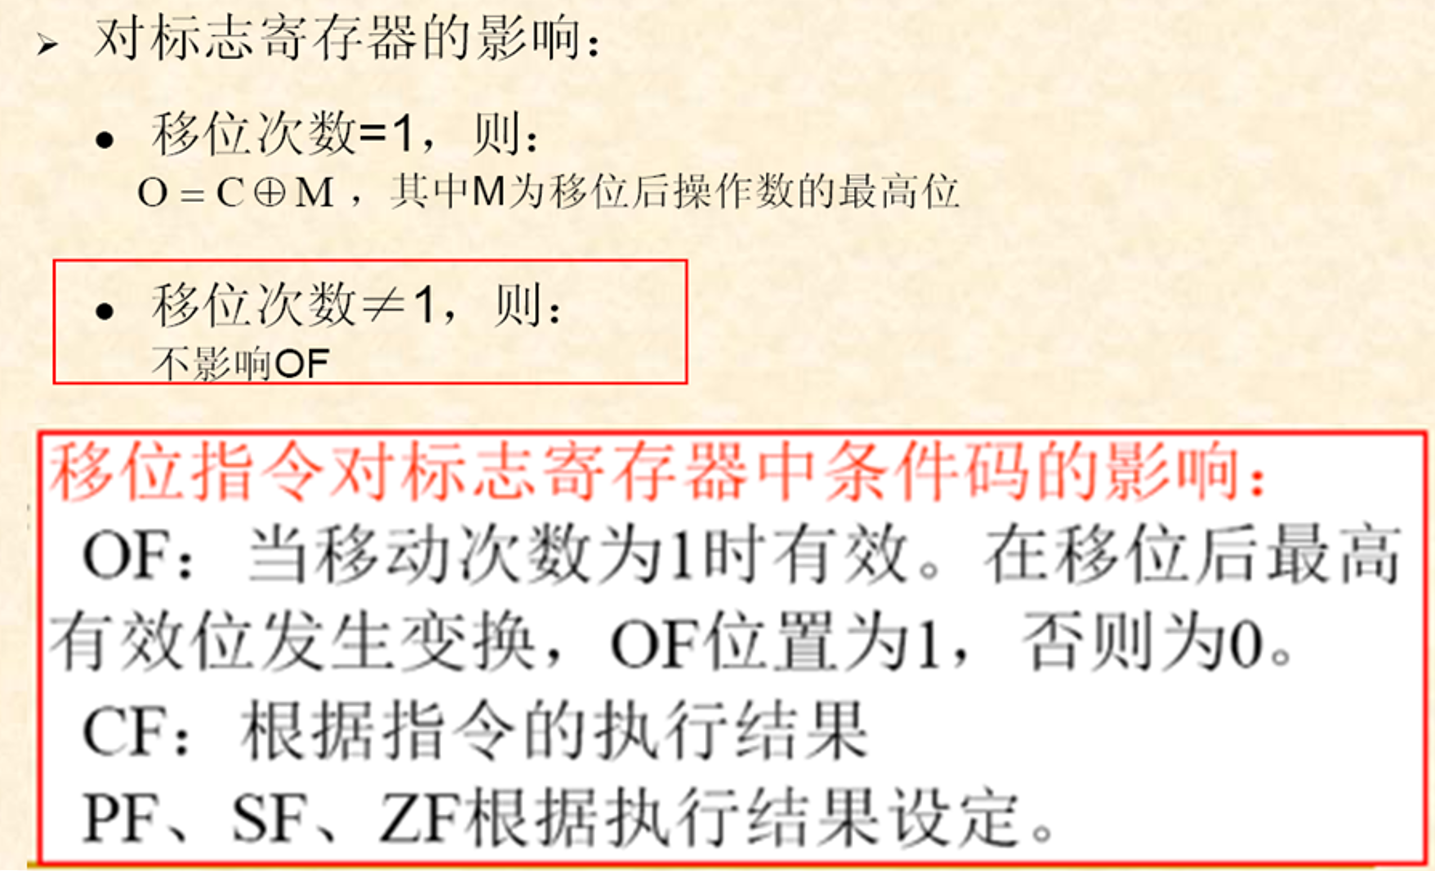 ➢ 对标志寄存器的影响：
● 移位次数=1，则：
O = C⊕M，其中M为移位后操作数的最高位
● 移位次数≠1，则：
不影响OF
移位指令对标志寄存器中条件码的影响：
OF：当移动次数为1时有效。在移位后最高
有效位发生变换，OF位置为1，否则为0。
CF：根据指令的执行结果
PF、SF、ZF根据执行结果设定。